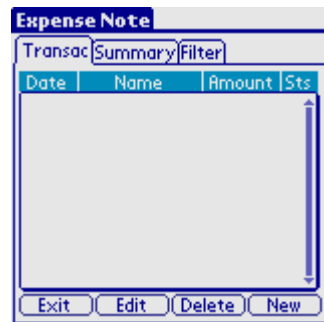 Expense Note
Transac Summary Filter
Date Name Amount Sts
Exit Edit Delete New